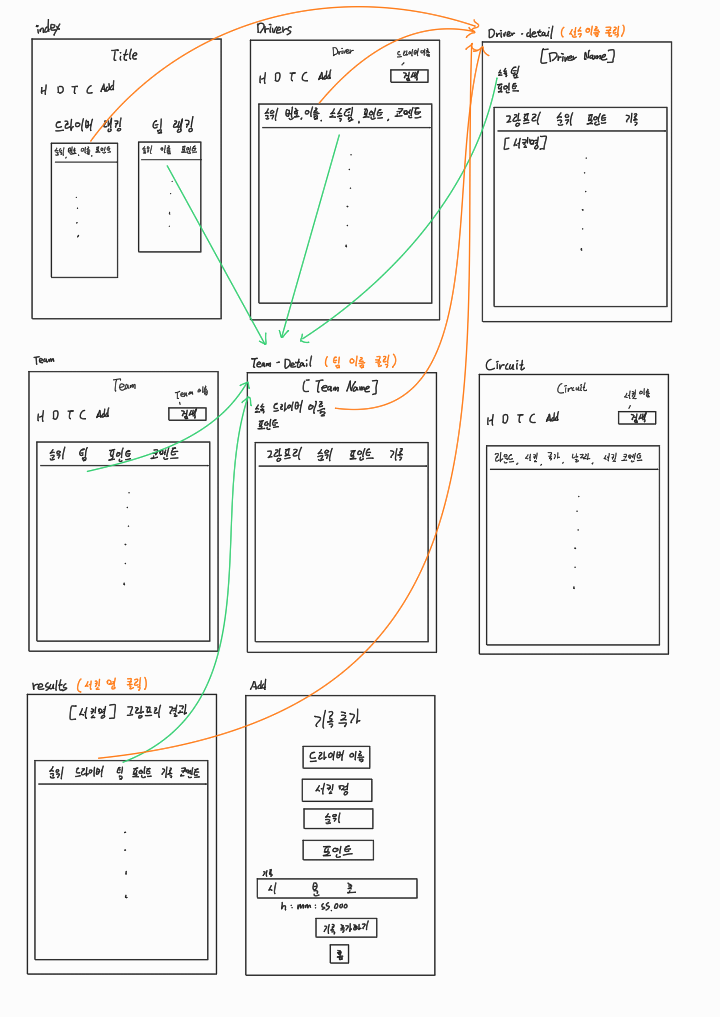 index
Title
H D T C Add
드라이버 랭킹
팀 랭킹
순위, 번호, 이름, 포인트
순위 이름 포인트
Drivers
Driver
드라이버 이름
H D T C Add
검색
순위 번호, 이름, 소속팀, 포인트, 코멘트
Driver - detail (선수 이름 클릭)
[Driver Name]
소속 팀
포인트
그랑프리 순위 포인트 기록
[서킷명]
Team
Team
Team 이름
H D T C Add
검색
순위 팀 포인트 코멘트
Team - Detail (팀 이름 클릭)
[Team Name]
소속 드라이버 이름
포인트
그랑프리 순위 포인트 기록
Circuit
Circuit
서킷 이름
H D T C Add
검색
라운드, 서킷, 국가, 날짜, 서킷 코멘트
results (서킷 명 클릭)
[서킷명] 그랑프리 결과
순위 드라이버 팀 포인트 기록 코멘트
Add
기록 추가
드라이버 이름
서킷 명
순위
포인트
기록
시 분 초
h : mm : ss.000
기록 추가하기
홈